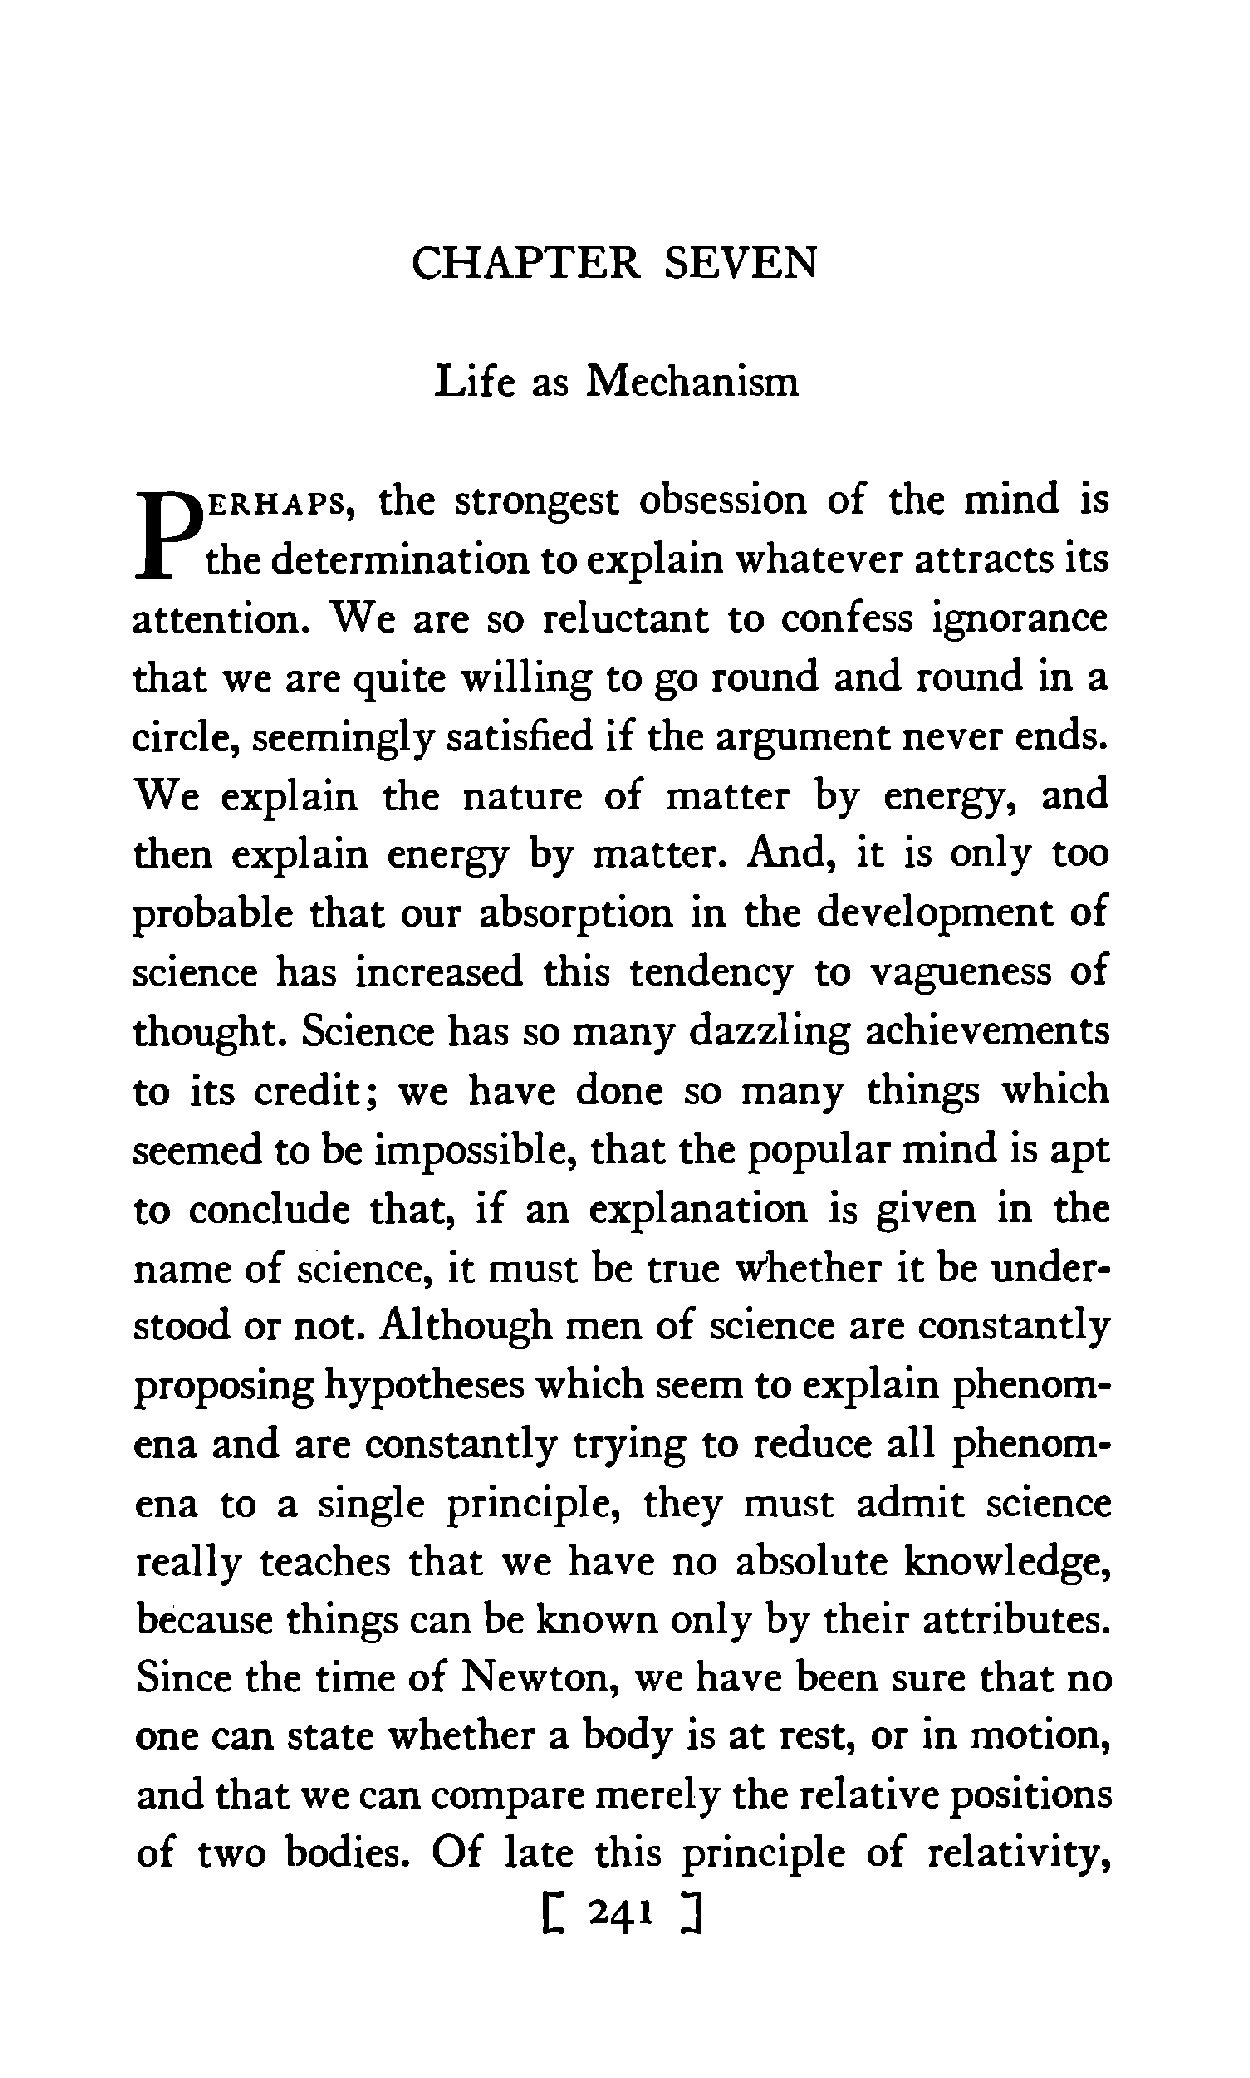 CHAPTER SEVEN
Life as Mechanism
PERHAPS, the strongest obsession of the mind is
the determination to explain whatever attracts its
attention. We are so reluctant to confess ignorance
that we are quite willing to go round and round in a
circle, seemingly satisfied if the argument never ends.
We explain the nature of matter by energy, and
then explain energy by matter. And, it is only too
probable that our absorption in the development of
science has increased this tendency to vagueness of
thought. Science has so many dazzling achievements
to its credit; we have done so many things which
seemed to be impossible, that the popular mind is apt
to conclude that, if an explanation is given in the
name of science, it must be true whether it be under-
stood or not. Although men of science are constantly
proposing hypotheses which seem to explain phenom-
ena and are constantly trying to reduce all phenom-
ena to a single principle, they must admit science
really teaches that we have no absolute knowledge,
because things can be known only by their attributes.
Since the time of Newton, we have been sure that no
one can state whether a body is at rest, or in motion,
and that we can compare merely the relative positions
of two bodies. Of late this principle of relativity,
[ 241 ]